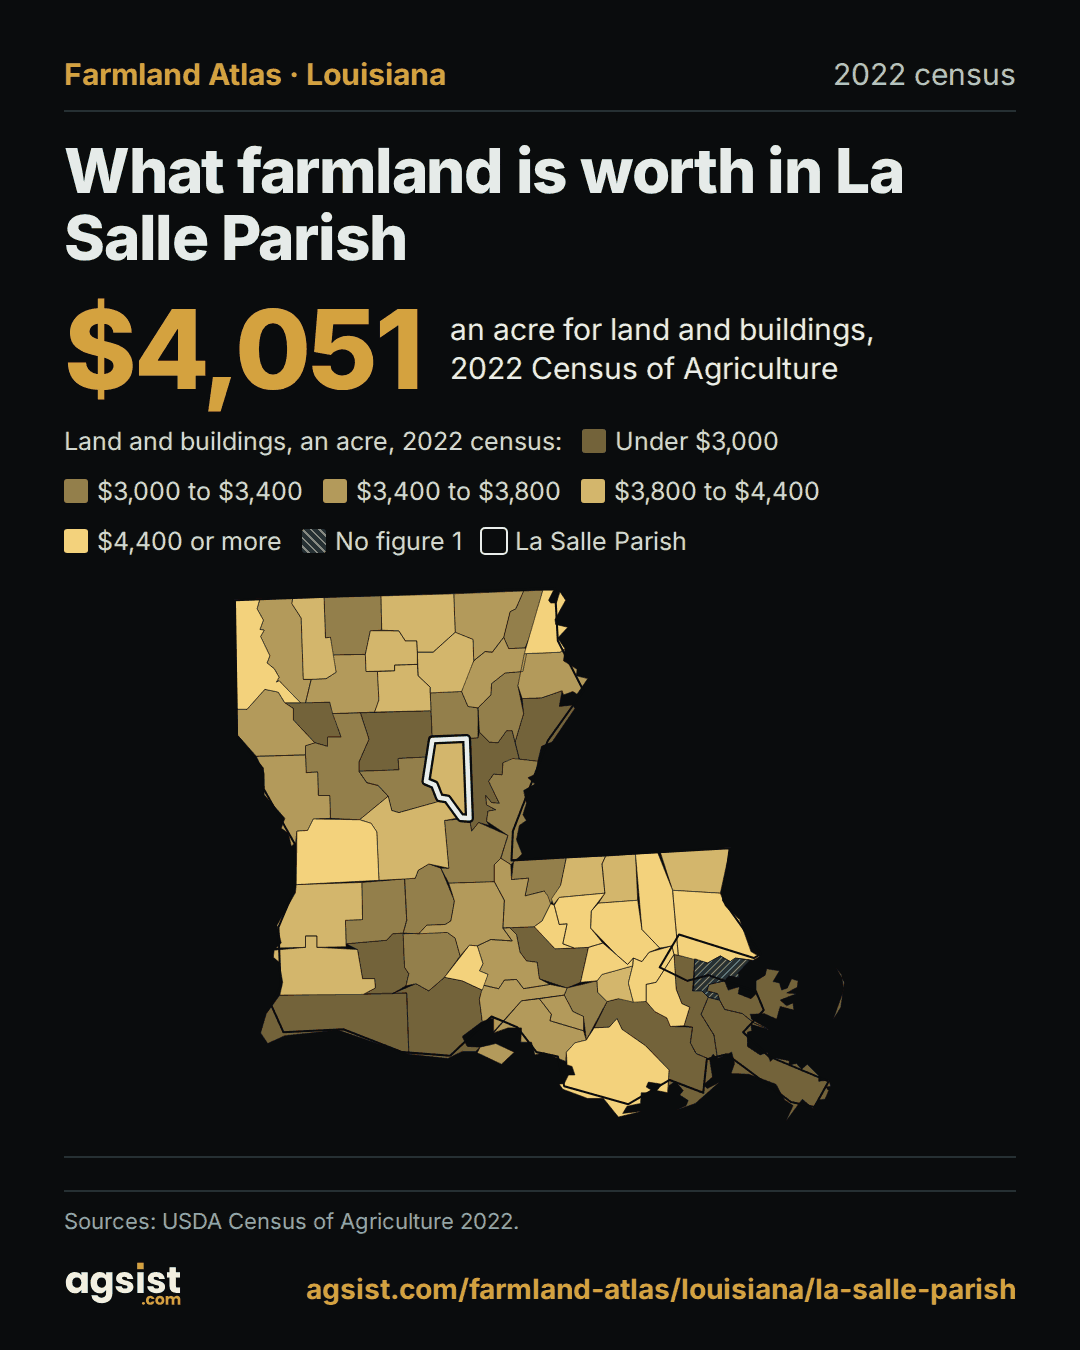 Farmland Atlas · Louisiana
2022 census
What farmland is worth in La
Salle Parish
$4,051
an acre for land and buildings,
2022 Census of Agriculture
Land and buildings, an acre, 2022 census:
Under $3,000
$3,000 to $3,400
$3,400 to $3,800
$3,800 to $4,400
$4,400 or more
No figure 1
La Salle Parish
Sources: USDA Census of Agriculture 2022.
agsist
.com
agsist.com/farmland-atlas/louisiana/la-salle-parish